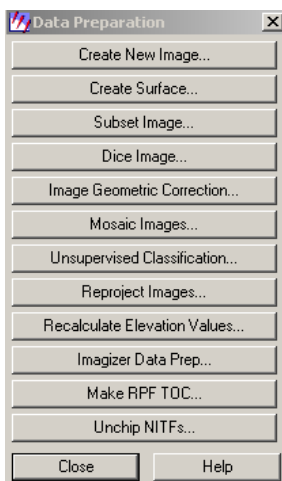 Data Preparation
Create New Image...
Create Surface...
Subset Image...
Dice Image...
Image Geometric Correction...
Mosaic Images...
Unsupervised Classification...
Reproject Images...
Recalculate Elevation Values...
Imagizer Data Prep...
Make RPF TOC...
Unchip NITFs...
Close Help